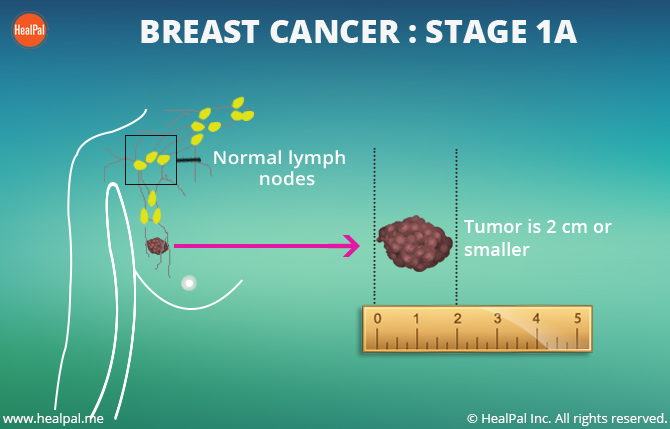 HealPal
BREAST CANCER : STAGE 1A
Normal lymph
nodes
Tumor is 2 cm or
smaller
0 1 2 3 4 5
www.healpal.me
© HealPal Inc. All rights reserved.